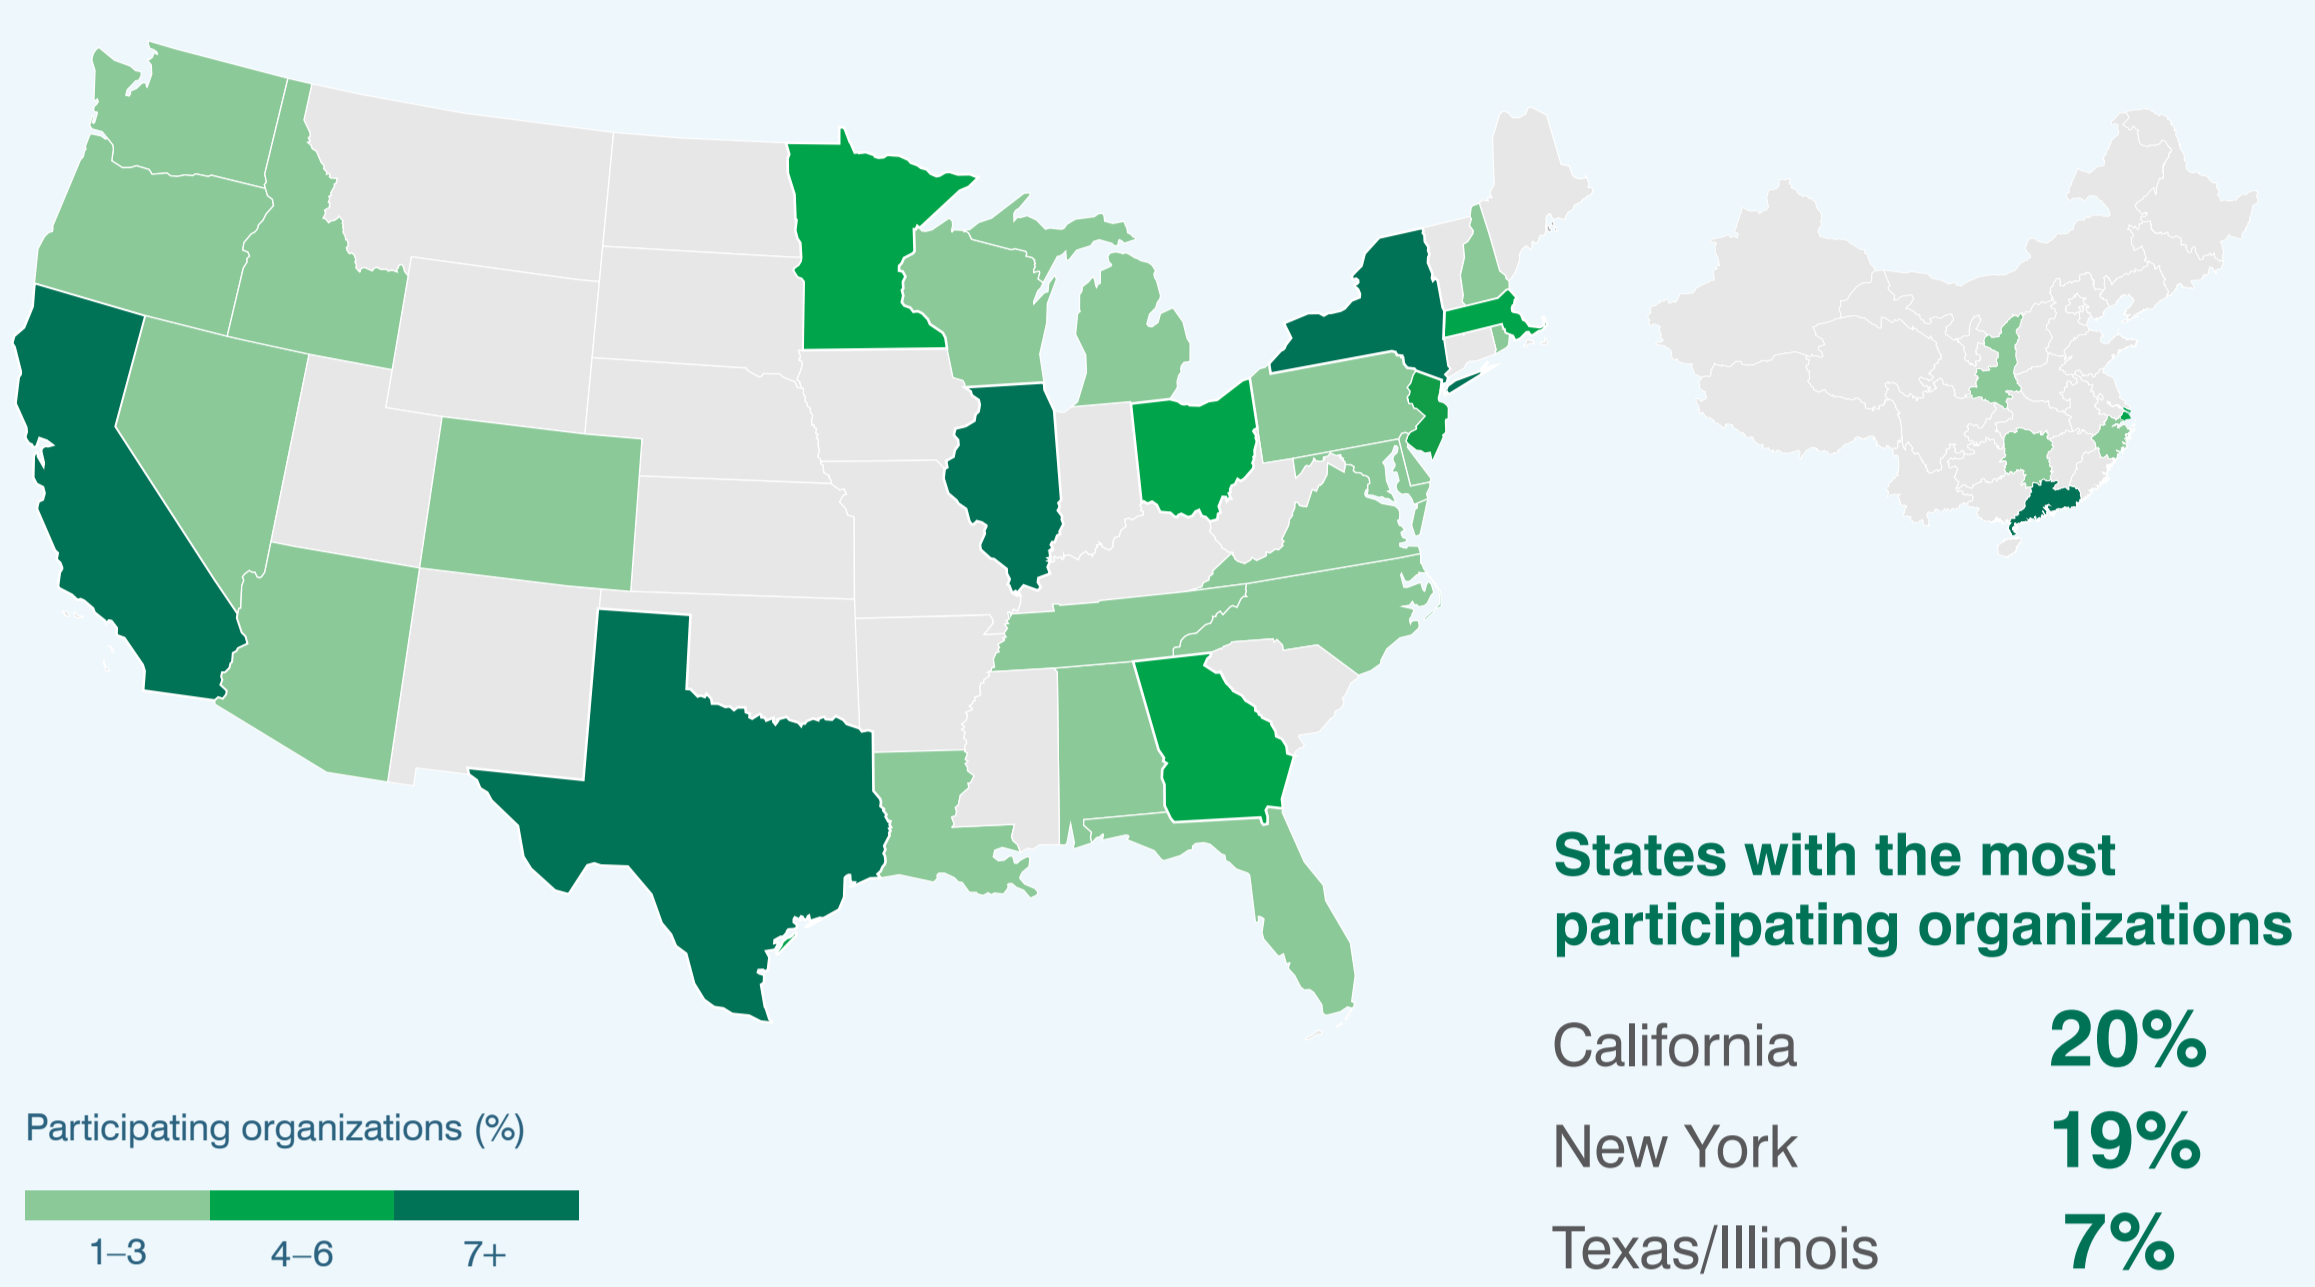 States with the most
participating organizations
California 20%
New York 19%
Texas/Illinois 7%
Participating organizations (%)
1–3 4–6 7+